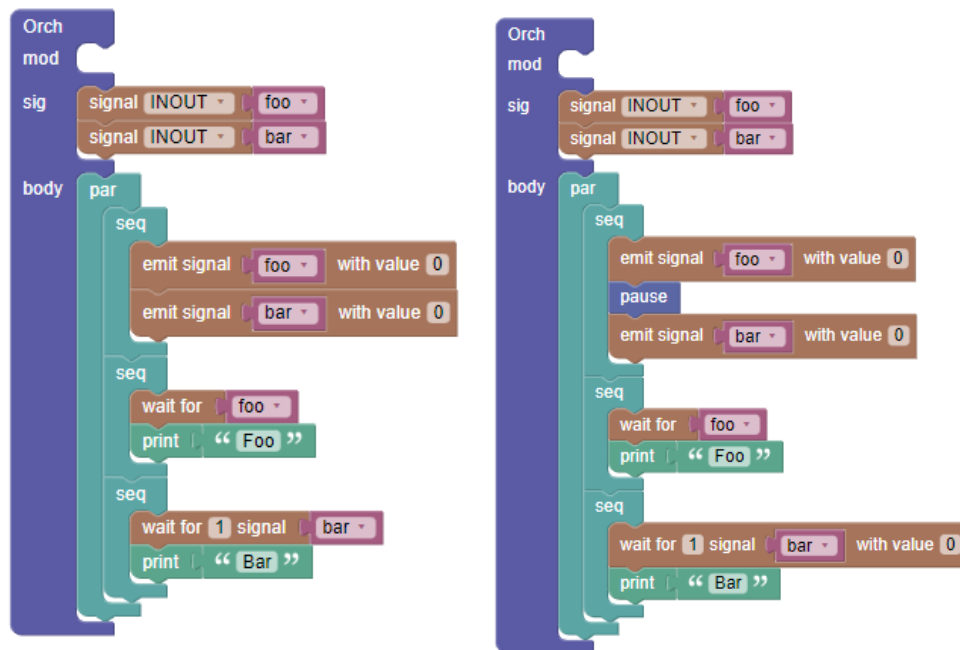 Orch
mod
sig signal INOUT foo
signal INOUT bar
body par
seq
emit signal foo with value 0
emit signal bar with value 0
seq
wait for foo
print “ Foo ”
seq
wait for 1 signal bar
print “ Bar ”
Orch
mod
sig signal INOUT foo
signal INOUT bar
body par
seq
emit signal foo with value 0
pause
emit signal bar with value 0
seq
wait for foo
print “ Foo ”
seq
wait for 1 signal bar with value 0
print “ Bar ”